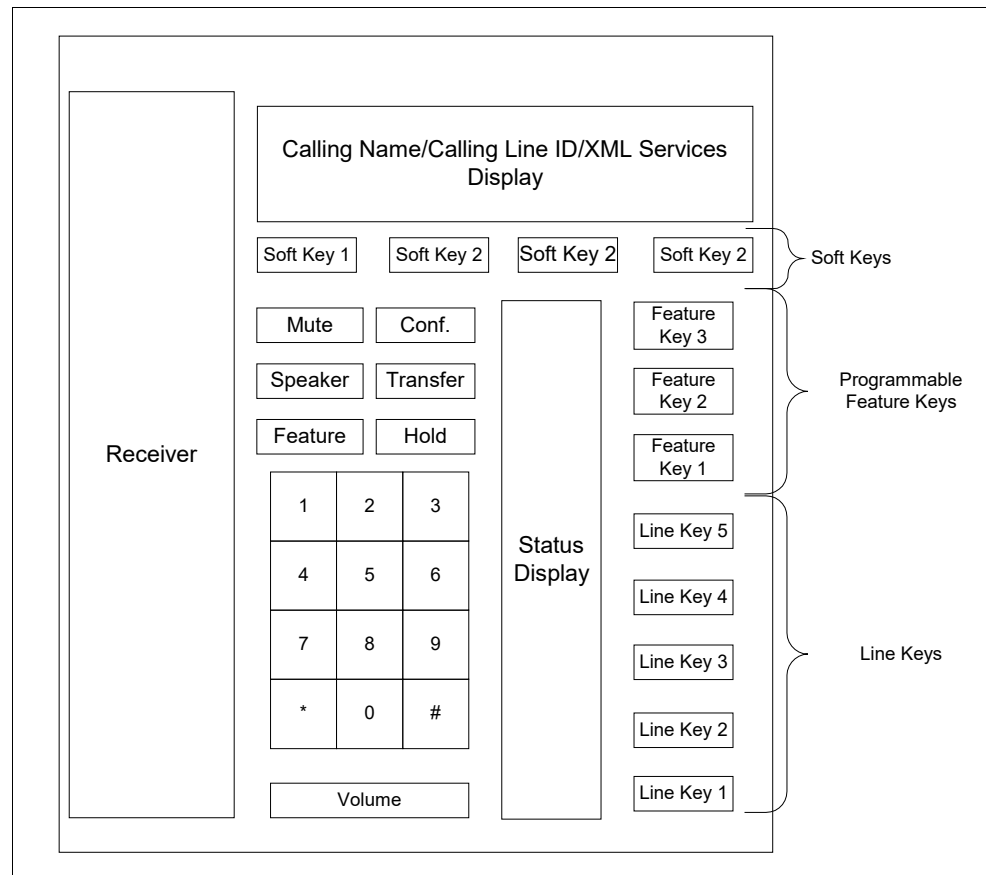 Calling Name/Calling Line ID/XML Services
Display
Soft Key 1
Soft Key 2
Soft Key 2
Soft Key 2
Soft Keys
Receiver
Mute
Conf.
Speaker
Transfer
Feature
Hold
1
2
3
4
5
6
7
8
9
*
0
#
Volume
Status
Display
Feature
Key 3
Feature
Key 2
Feature
Key 1
Programmable
Feature Keys
Line Key 5
Line Key 4
Line Key 3
Line Key 2
Line Key 1
Line Keys